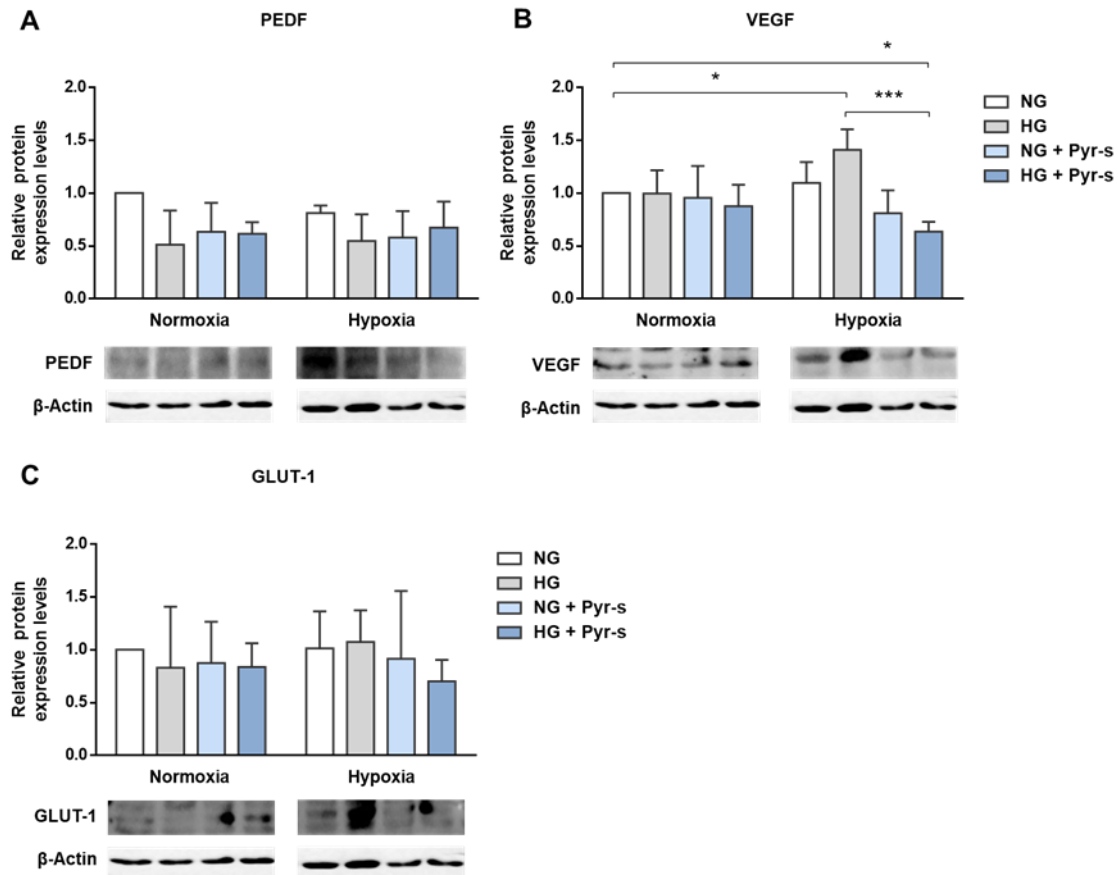 A
PEDF
Relative protein
expression levels
2.0
1.5
1.0
0.5
0.0
Normoxia
Hypoxia
PEDF
β-Actin
B
VEGF
*
*
***
Relative protein
expression levels
2.0
1.5
1.0
0.5
0.0
Normoxia
Hypoxia
VEGF
β-Actin
NG
HG
NG + Pyr-s
HG + Pyr-s
C
GLUT-1
Relative protein
expression levels
2.0
1.5
1.0
0.5
0.0
Normoxia
Hypoxia
GLUT-1
β-Actin
NG
HG
NG + Pyr-s
HG + Pyr-s